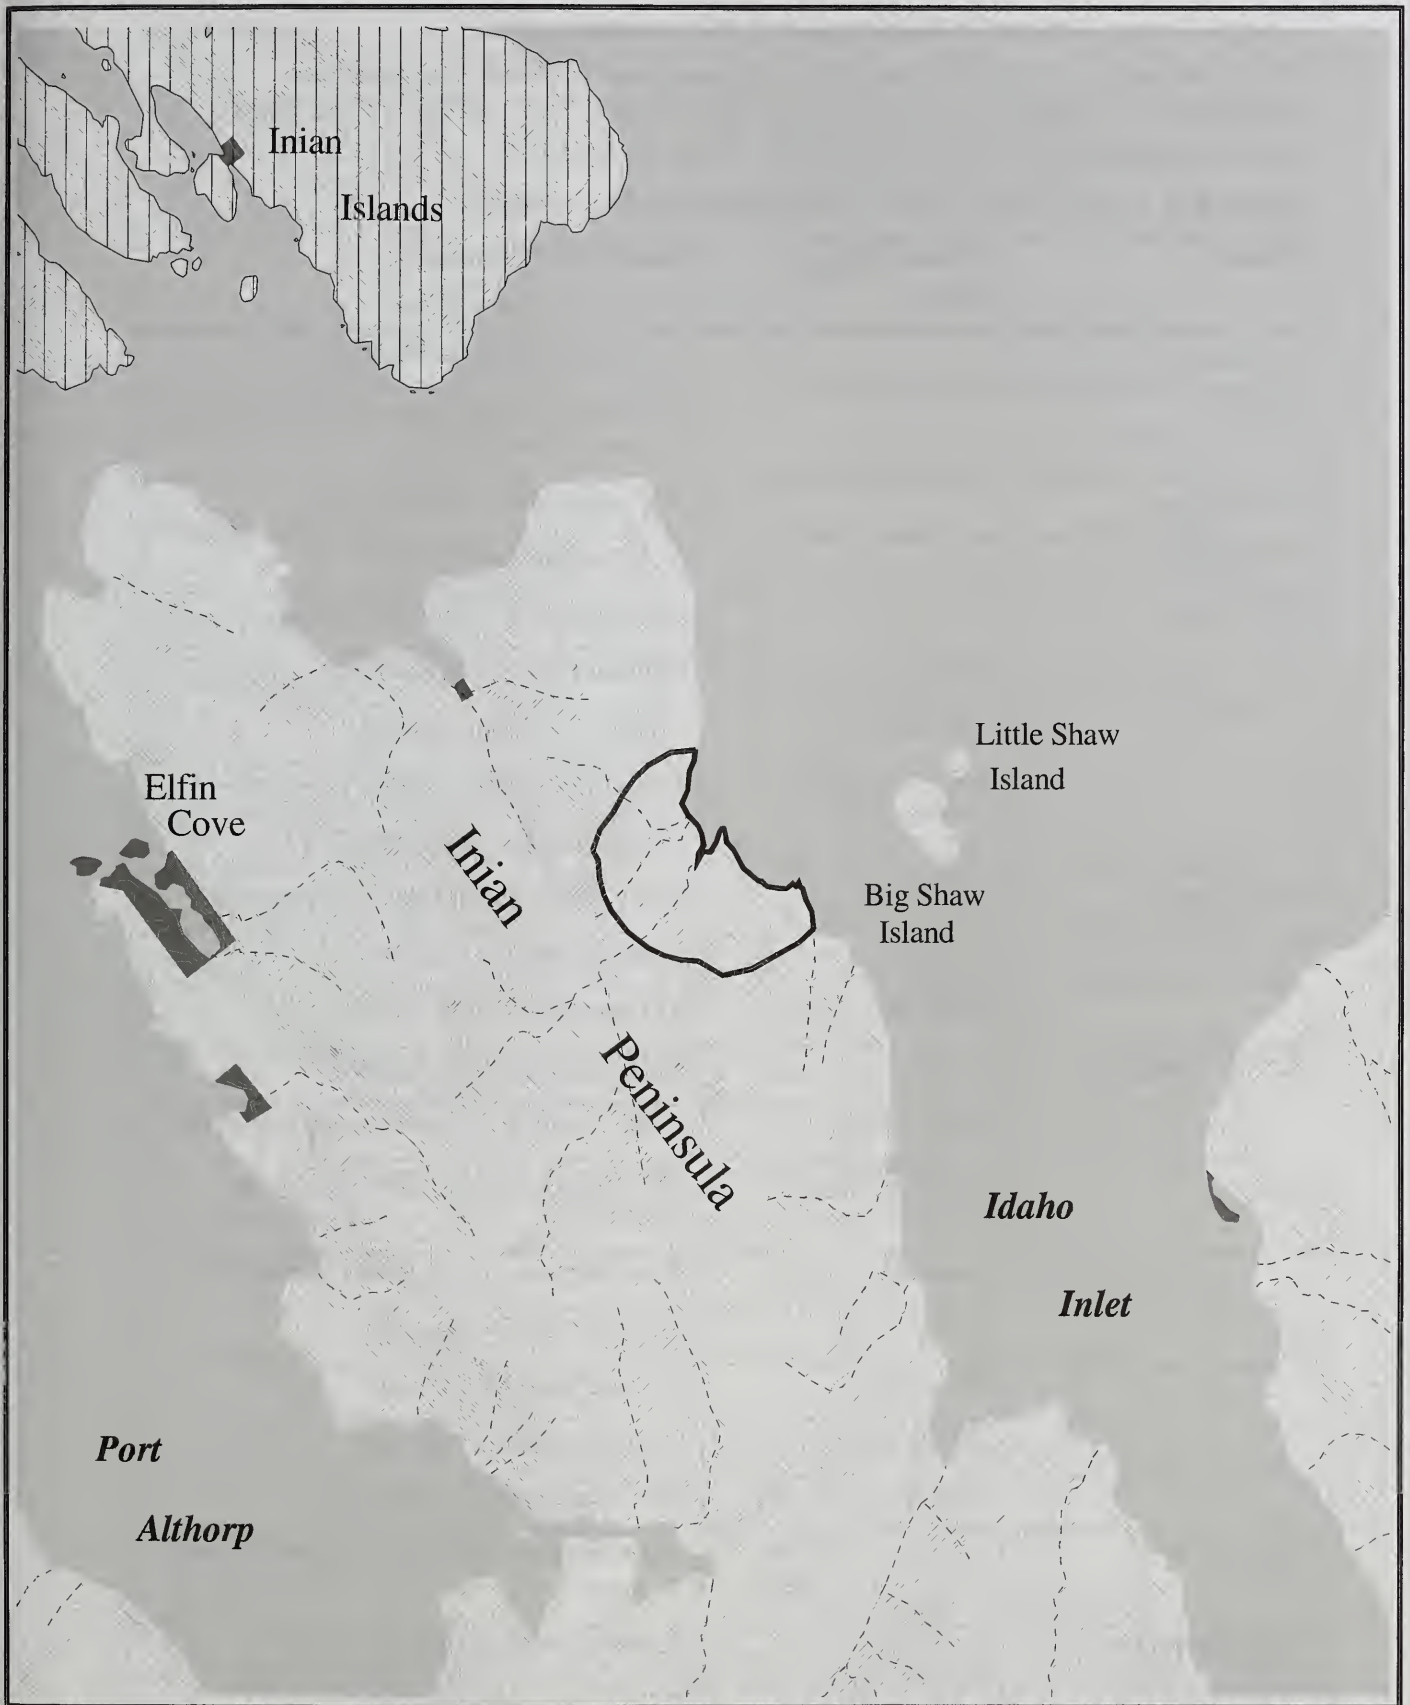 Inian
Islands
Little Shaw
Island
Elfin
Cove
Inian
Big Shaw
Island
Peninsula
Idaho
Inlet
Port
Althorp